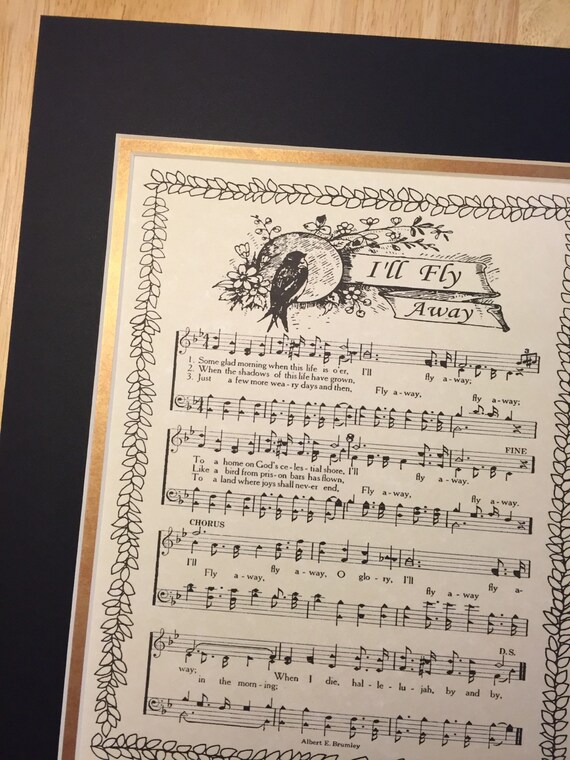 I'll Fly
Away
1. Some glad morning when this life is o'er, I'll fly a-way;
2. When the shadows of this life have grown,
3. Just a few more wea-ry days and then, Fly a-way, fly a-way;
To a home on God's ce-les-tial shore, I'll fly a-way.
Like a bird from pris-on bars has flown,
To a land where joys shall nev-er end, Fly a-way, fly a-way.
FINE
CHORUS
I'll fly a-way, O glo-ry, I'll fly a-
Fly a-way, fly a-way
D.S.
way; When I die, hal-le-lu-jah, by and by,
in the morn-ing;
Albert E. Brumley